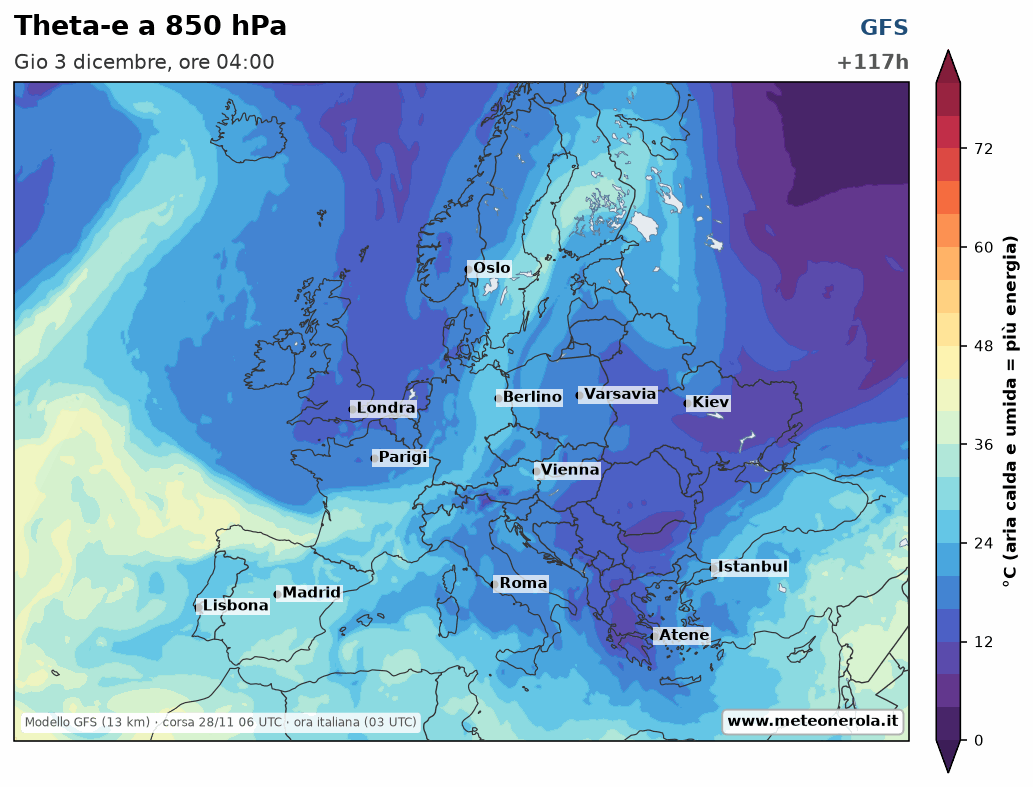 Theta-e a 850 hPa
GFS
Gio 3 dicembre, ore 04:00
+117h
Oslo
Londra
Berlino
Varsavia
Kiev
Parigi
Vienna
Istanbul
Roma
Madrid
Lisbona
Atene
Modello GFS (13 km) · corsa 28/11 06 UTC · ora italiana (03 UTC)
www.meteonerola.it
72
60
48
36
24
12
0
°C (aria calda e umida = più energia)